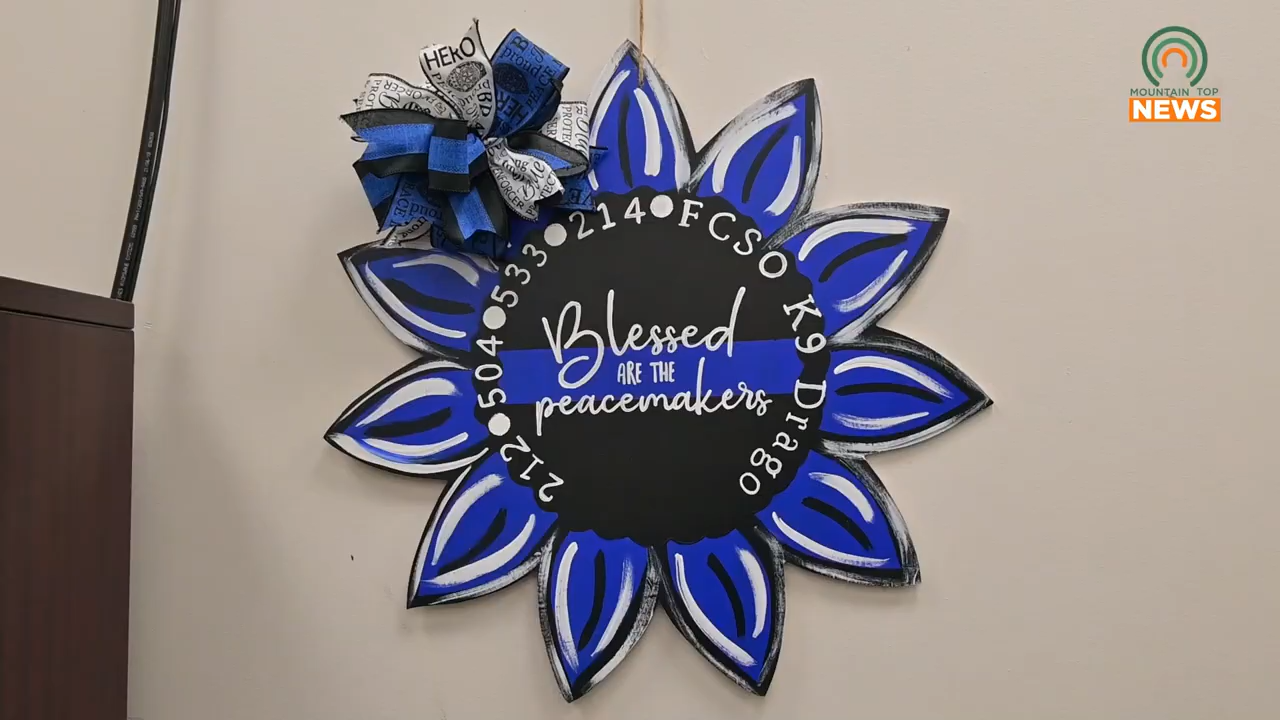 HERO
MOUNTAIN TOP
NEWS
212 ● 504 ● 533 ● 214 ● FCSO K9 Drago
Blessed
ARE THE
peacemakers